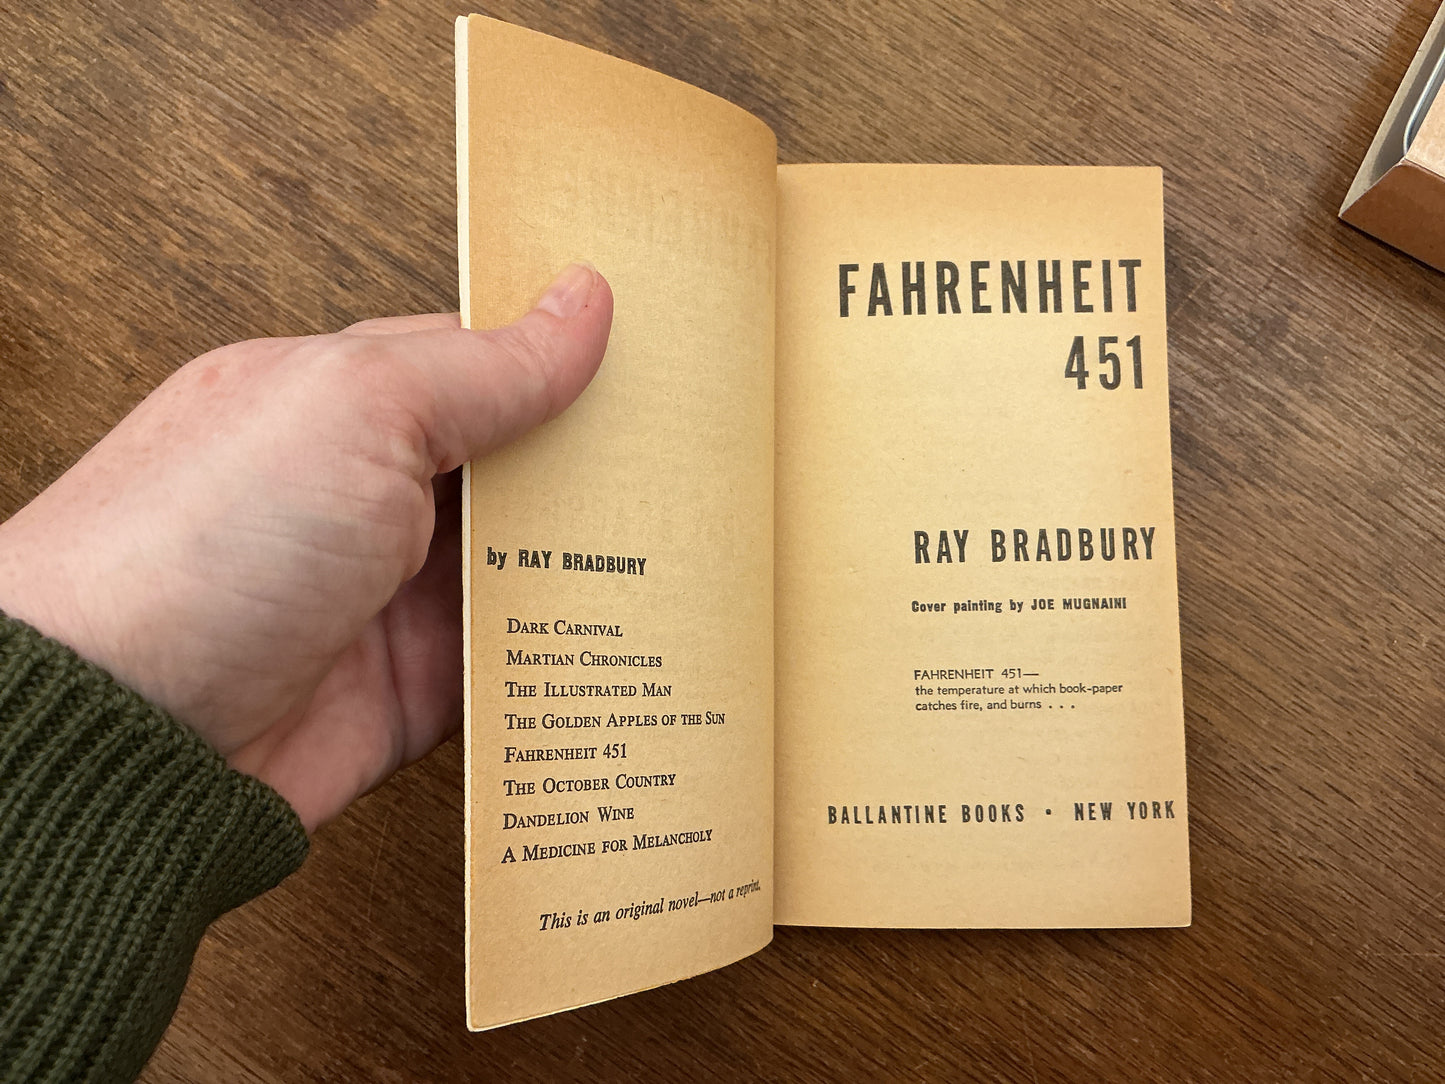 by RAY BRADBURY
DARK CARNIVAL
MARTIAN CHRONICLES
THE ILLUSTRATED MAN
THE GOLDEN APPLES OF THE SUN
FAHRENHEIT 451
THE OCTOBER COUNTRY
DANDELION WINE
A MEDICINE FOR MELANCHOLY
This is an original novel—not a reprint.
FAHRENHEIT
451
RAY BRADBURY
Cover painting by JOE MUGNAINI
FAHRENHEIT 451—
the temperature at which book-paper
catches fire, and burns . . .
BALLANTINE BOOKS • NEW YORK